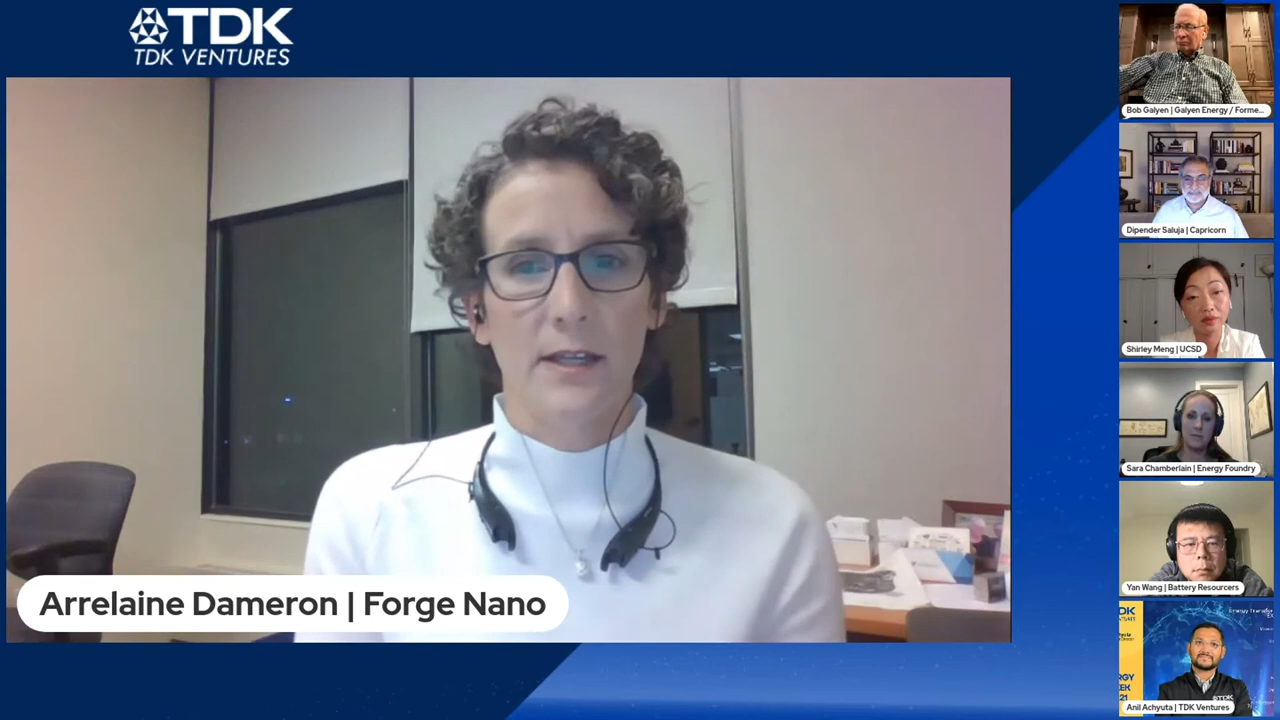 TDK
TDK VENTURES
Arrelaine Dameron | Forge Nano
Bob Galyen | Galyen Energy / Forme...
Dipender Saluja | Capricorn
Shirley Meng | UCSD
Sara Chamberlain | Energy Foundry
Yan Wang | Battery Resourcers
Anil Achyuta | TDK Ventures